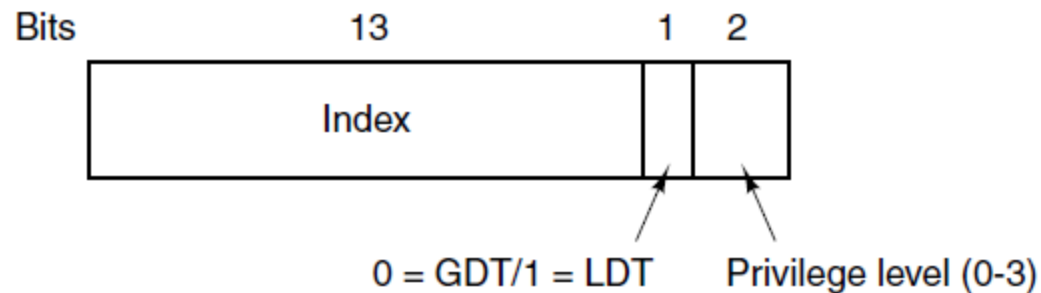 Bits 13 1 2
Index
0 = GDT/1 = LDT Privilege level (0-3)